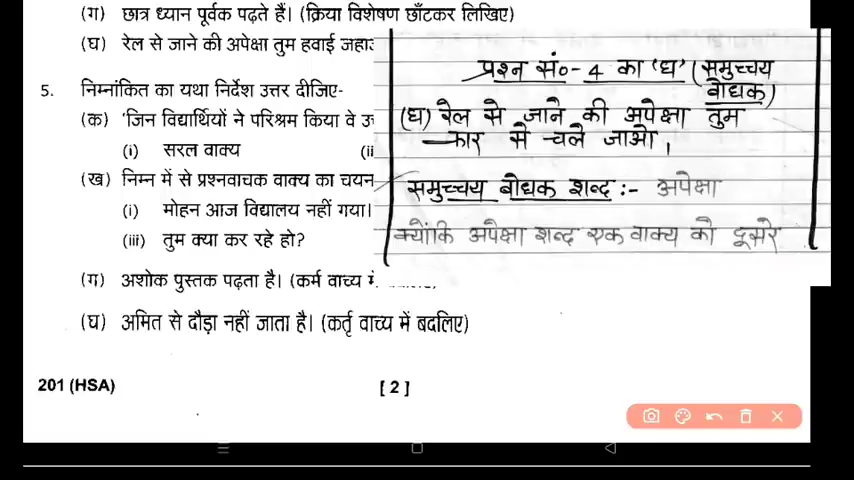 (ग) छात्र ध्यान पूर्वक पढ़ते हैं। (क्रिया विशेषण छाँटकर लिखिए)
(घ) रेल से जाने की अपेक्षा तुम हवाई
5. निम्नांकित का यथा निर्देश उत्तर दीजिए-
(क) 'जिन विद्यार्थियों ने परिश्रम किया वे
(i) सरल वाक्य
(ख) निम्न में से प्रश्नवाचक वाक्य का चयन
(i) मोहन आज विद्यालय नहीं गया।
(iii) तुम क्या कर रहे हो?
(ग) अशोक पुस्तक पढ़ता है। (कर्म वाच्य
(घ) अमित से दौड़ा नहीं जाता है। (कर्तृ वाच्य में बदलिए)
201 (HSA)
[ 2 ]
प्रश्न सं०- 4 का 'घ' (समुच्चय
बोधक)
(घ) रेल से जाने की अपेक्षा तुम
कार से चले जाओ।
समुच्चय बोधक शब्द :- अपेक्षा
क्योंकि अपेक्षा शब्द एक वाक्य को दूसरे